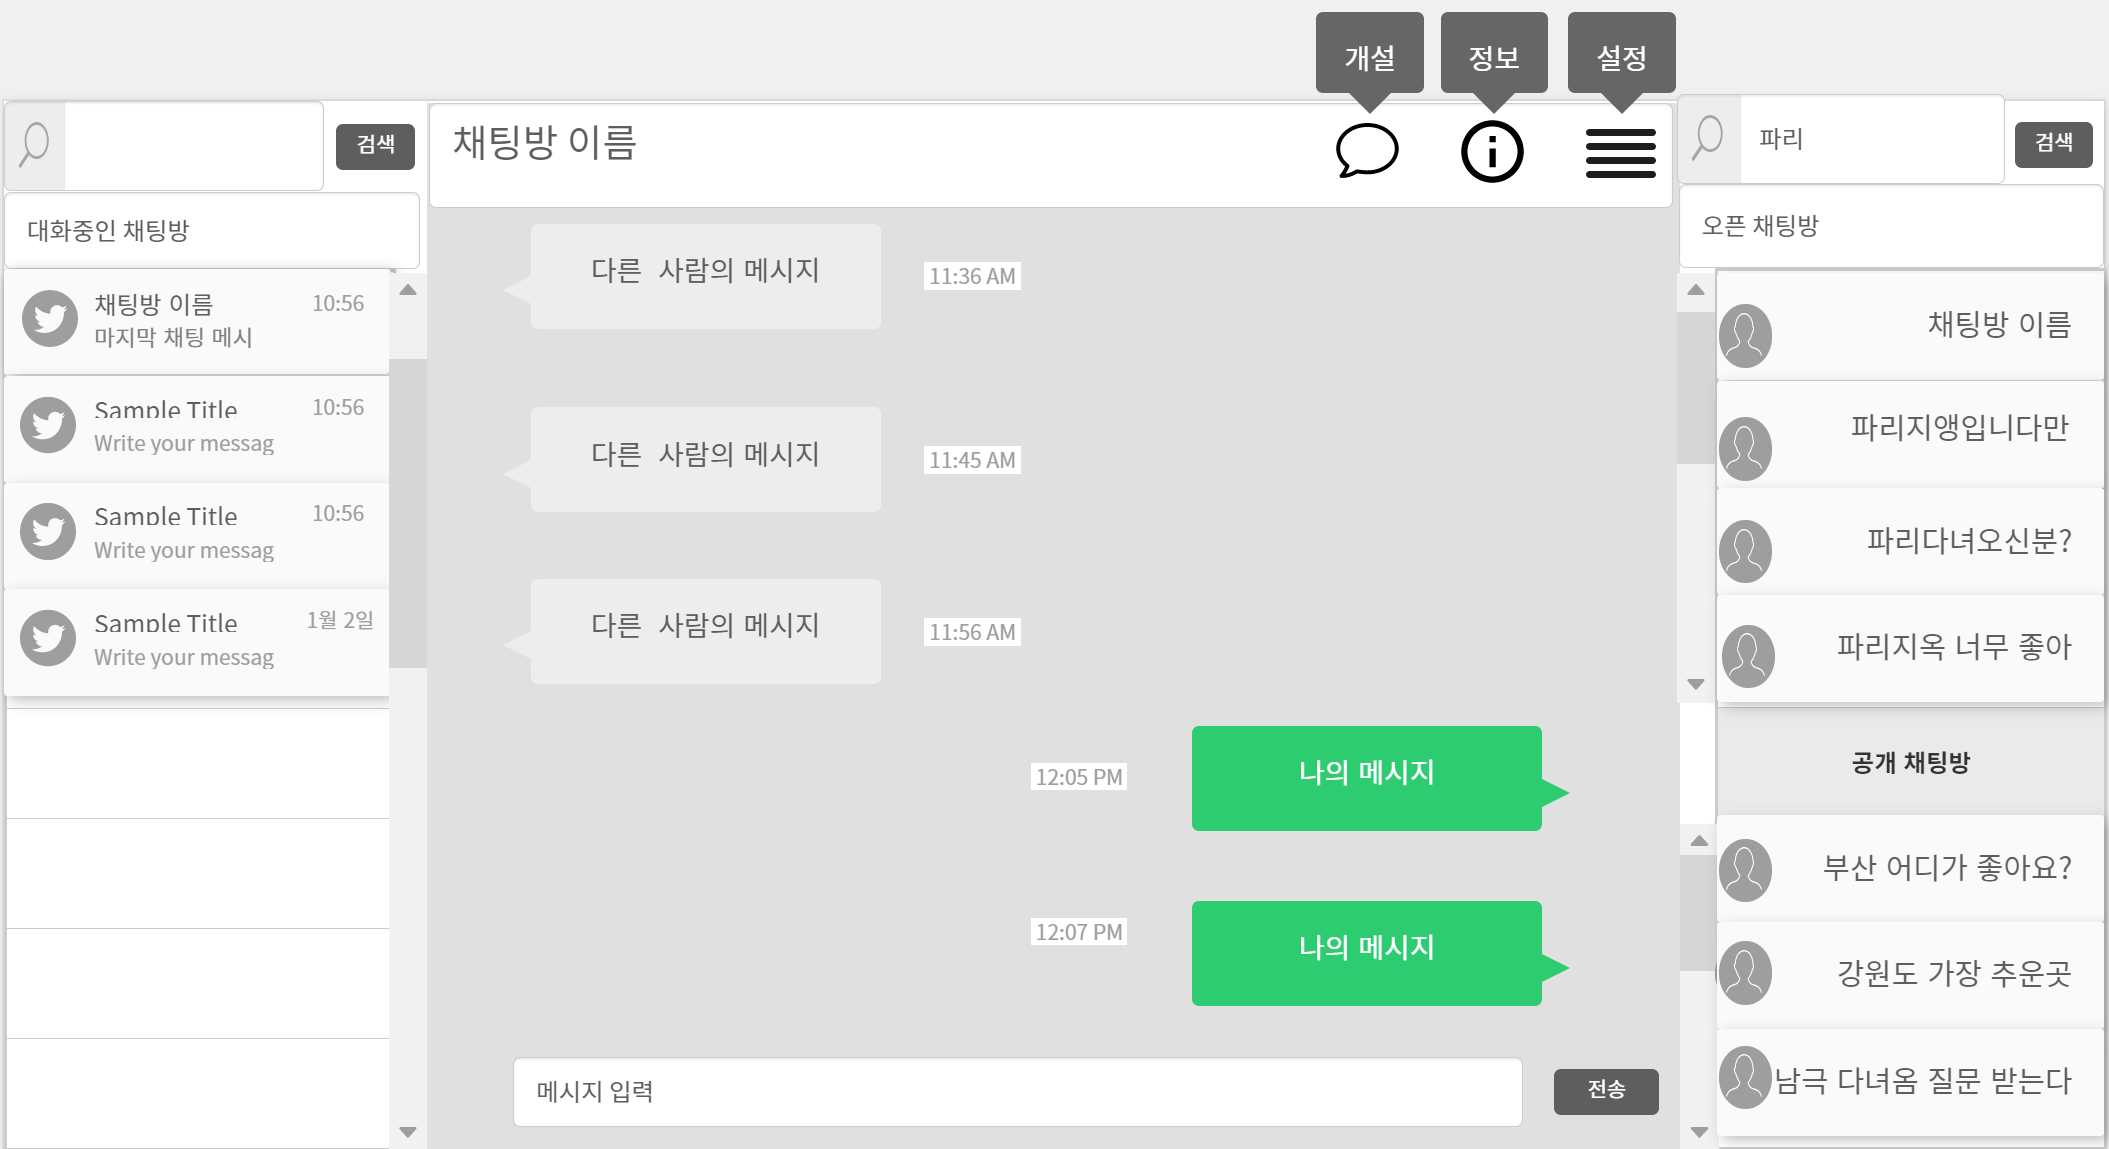 개설
정보
설정
검색
채팅방 이름
파리
검색
대화중인 채팅방
오픈 채팅방
채팅방 이름
10:56
마지막 채팅 메시
Sample Title
10:56
Write your messag
Sample Title
10:56
Write your messag
Sample Title
1월 2일
Write your messag
다른 사람의 메시지
11:36 AM
다른 사람의 메시지
11:45 AM
다른 사람의 메시지
11:56 AM
12:05 PM
나의 메시지
12:07 PM
나의 메시지
메시지 입력
전송
채팅방 이름
파리지앵입니다만
파리다녀오신분?
파리지옥 너무 좋아
공개 채팅방
부산 어디가 좋아요?
강원도 가장 추운곳
남극 다녀옴 질문 받는다